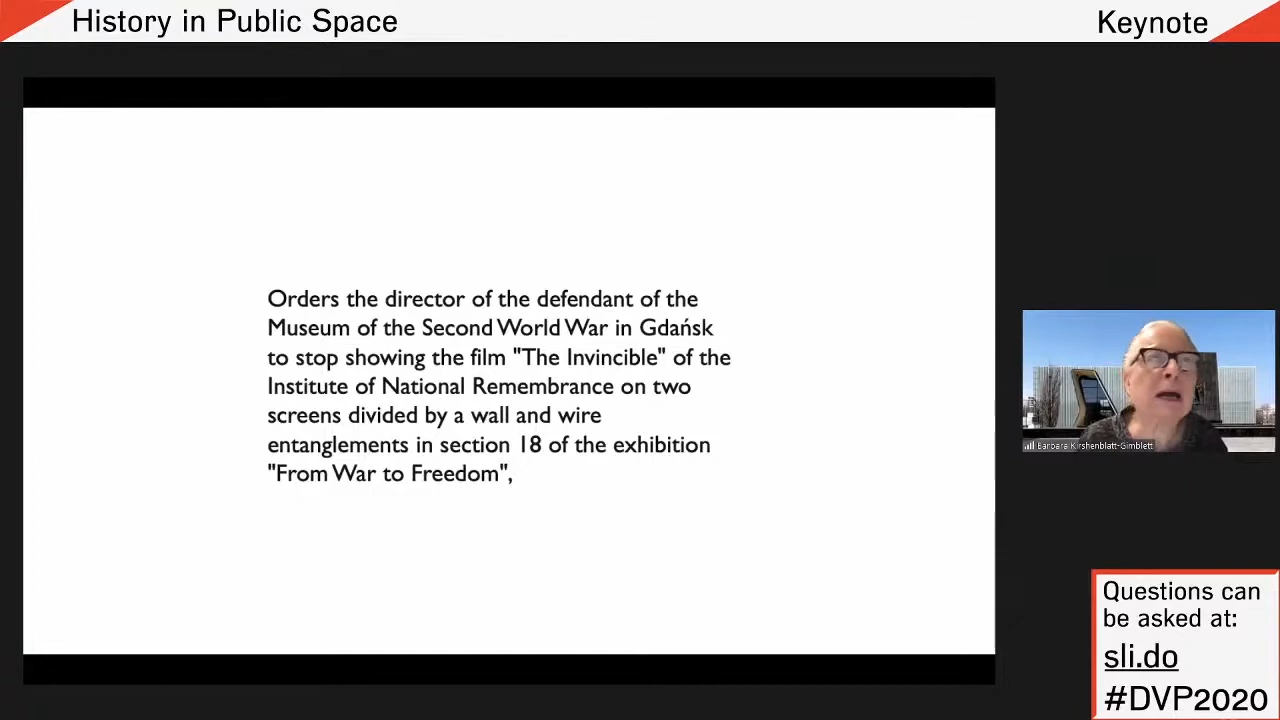 History in Public Space
Keynote
Orders the director of the defendant of the
Museum of the Second World War in Gdańsk
to stop showing the film "The Invincible" of the
Institute of National Remembrance on two
screens divided by a wall and wire
entanglements in section 18 of the exhibition
"From War to Freedom",
Barbara Kirshenblatt-Gimblett
Questions can
be asked at:
sli.do
#DVP2020